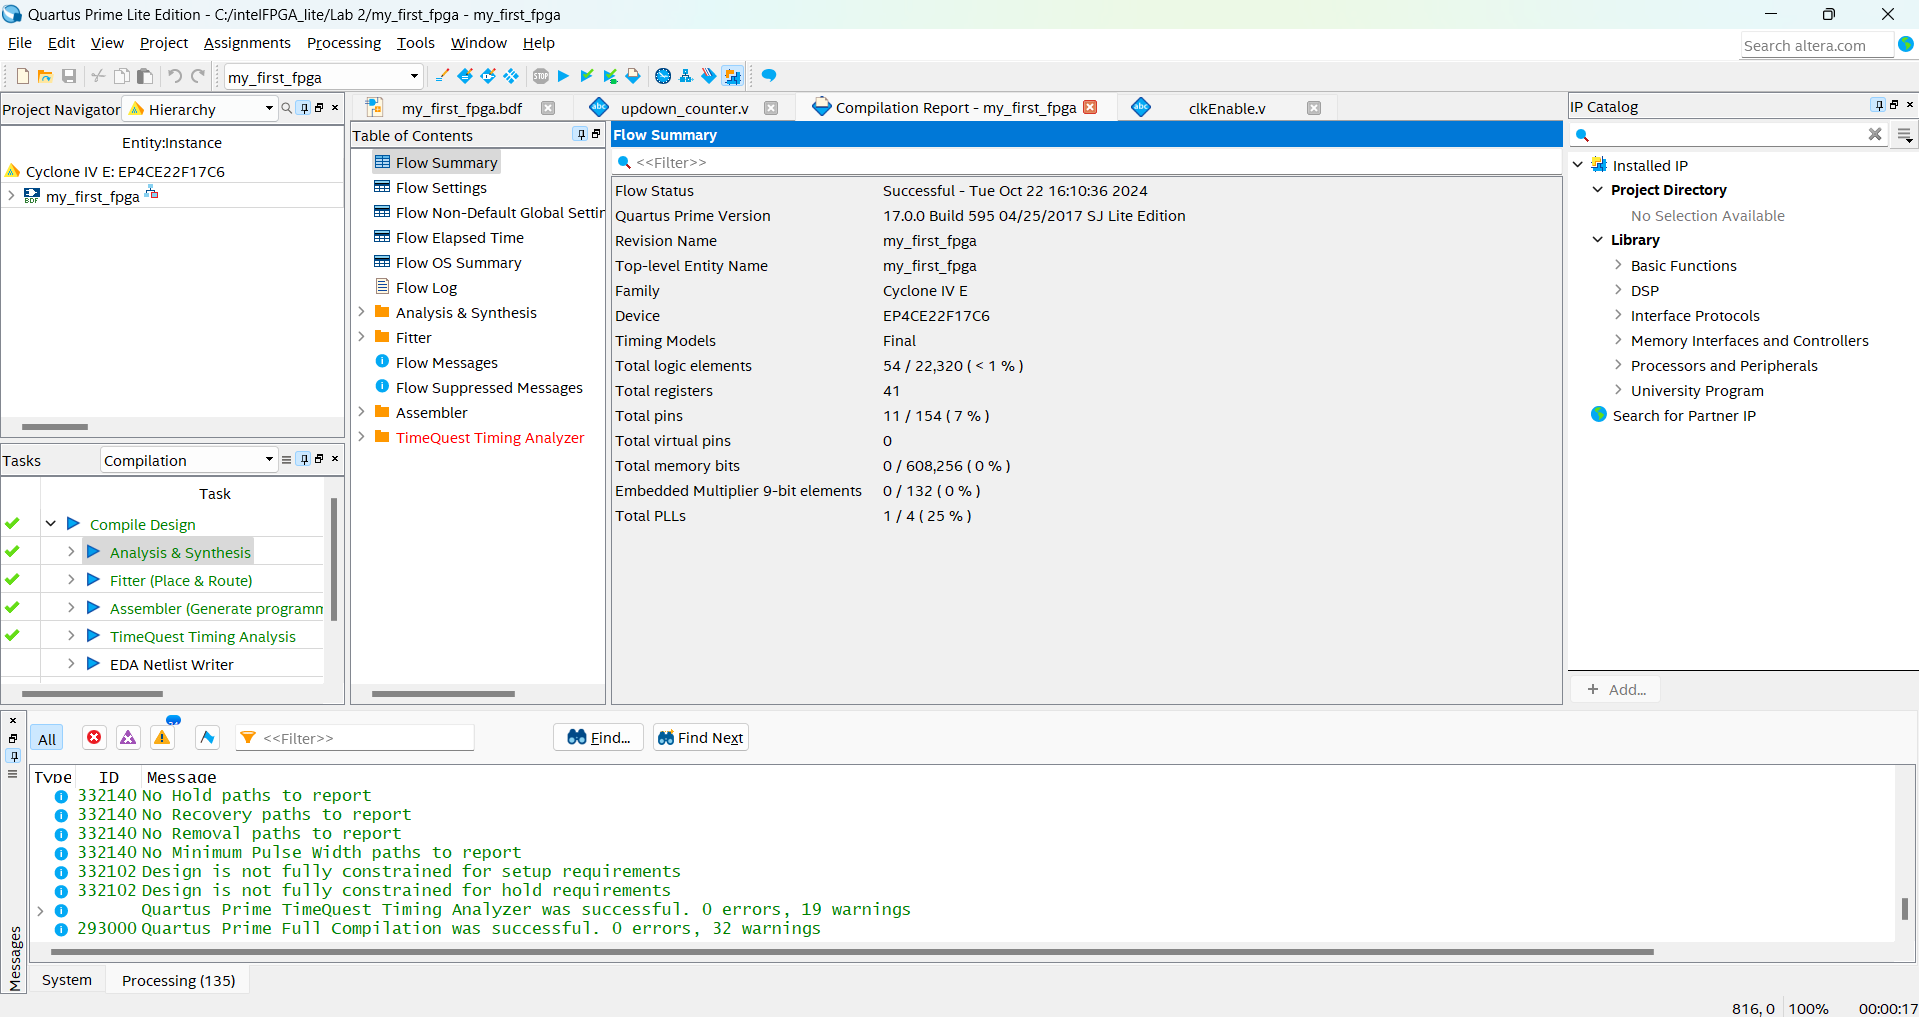 Quartus Prime Lite Edition - C:/intelFPGA_lite/Lab 2/my_first_fpga - my_first_fpga
File Edit View Project Assignments Processing Tools Window Help
Search altera.com
my_first_fpga
STOP
Project Navigator Hierarchy
my_first_fpga.bdf
updown_counter.v
Compilation Report - my_first_fpga
clkEnable.v
IP Catalog
Entity:Instance
Cyclone IV E: EP4CE22F17C6
BDF my_first_fpga
Table of Contents
Flow Summary
Flow Settings
Flow Non-Default Global Settin
Flow Elapsed Time
Flow OS Summary
Flow Log
Analysis & Synthesis
Fitter
Flow Messages
Flow Suppressed Messages
Assembler
TimeQuest Timing Analyzer
Flow Summary
<<Filter>>
Flow Status Successful - Tue Oct 22 16:10:36 2024
Quartus Prime Version 17.0.0 Build 595 04/25/2017 SJ Lite Edition
Revision Name my_first_fpga
Top-level Entity Name my_first_fpga
Family Cyclone IV E
Device EP4CE22F17C6
Timing Models Final
Total logic elements 54 / 22,320 ( < 1 % )
Total registers 41
Total pins 11 / 154 ( 7 % )
Total virtual pins 0
Total memory bits 0 / 608,256 ( 0 % )
Embedded Multiplier 9-bit elements 0 / 132 ( 0 % )
Total PLLs 1 / 4 ( 25 % )
Installed IP
Project Directory
No Selection Available
Library
Basic Functions
DSP
Interface Protocols
Memory Interfaces and Controllers
Processors and Peripherals
University Program
Search for Partner IP
+ Add...
Tasks Compilation
Task
Compile Design
Analysis & Synthesis
Fitter (Place & Route)
Assembler (Generate programm
TimeQuest Timing Analysis
EDA Netlist Writer
All
<<Filter>>
Find...
Find Next
Type ID Message
332140 No Hold paths to report
332140 No Recovery paths to report
332140 No Removal paths to report
332140 No Minimum Pulse Width paths to report
332102 Design is not fully constrained for setup requirements
332102 Design is not fully constrained for hold requirements
Quartus Prime TimeQuest Timing Analyzer was successful. 0 errors, 19 warnings
293000 Quartus Prime Full Compilation was successful. 0 errors, 32 warnings
Messages
System Processing (135)
816, 0 100% 00:00:17